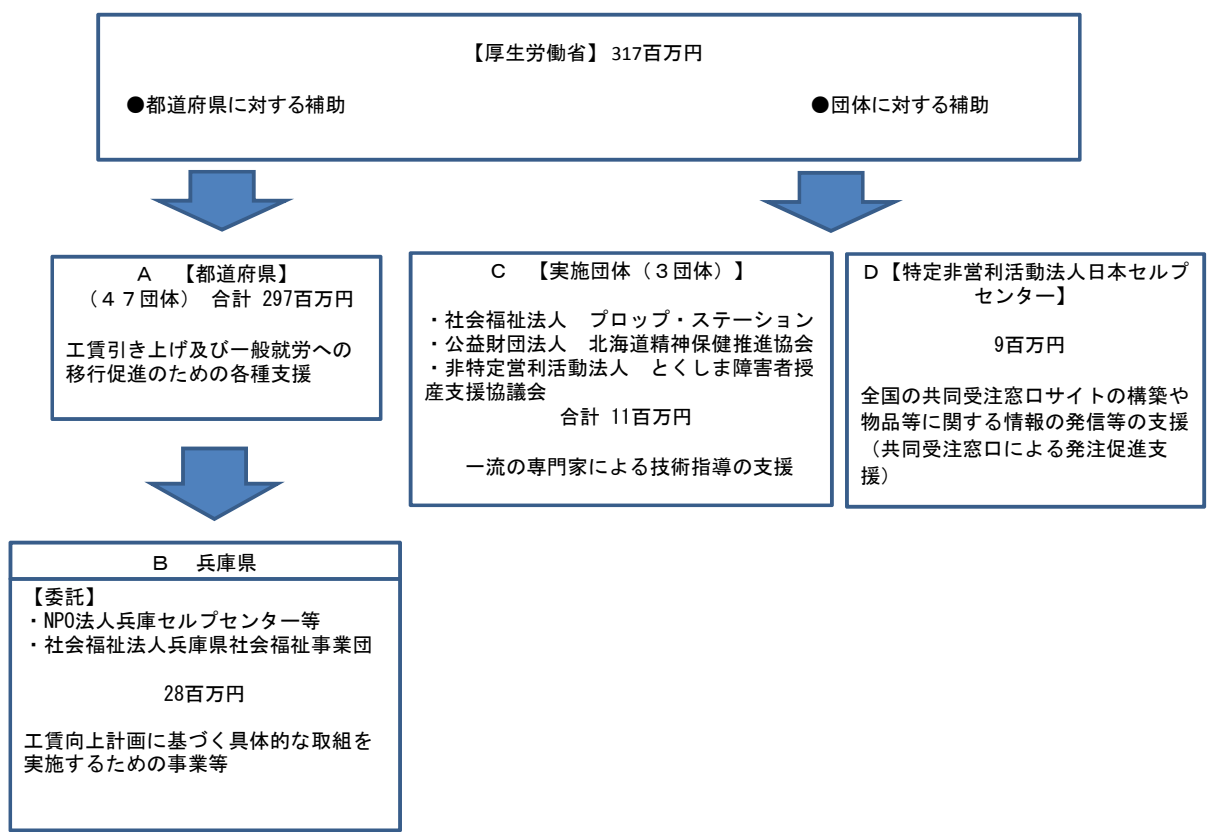 【厚生労働省】317百万円
●都道府県に対する補助
●団体に対する補助
A 【都道府県】
（４７団体） 合計 297百万円
工賃引き上げ及び一般就労への
移行促進のための各種支援
C 【実施団体（３団体）】
・社会福祉法人 プロップ・ステーション
・公益財団法人 北海道精神保健推進協会
・非特定営利活動法人 とくしま障害者授
産支援協議会
合計 11百万円
一流の専門家による技術指導の支援
D【特定非営利活動法人日本セルプ
センター】
9百万円
全国の共同受注窓口サイトの構築や
物品等に関する情報の発信等の支援
（共同受注窓口による発注促進支
援）
B 兵庫県
【委託】
・NPO法人兵庫セルプセンター等
・社会福祉法人兵庫県社会福祉事業団
28百万円
工賃向上計画に基づく具体的な取組を
実施するための事業等